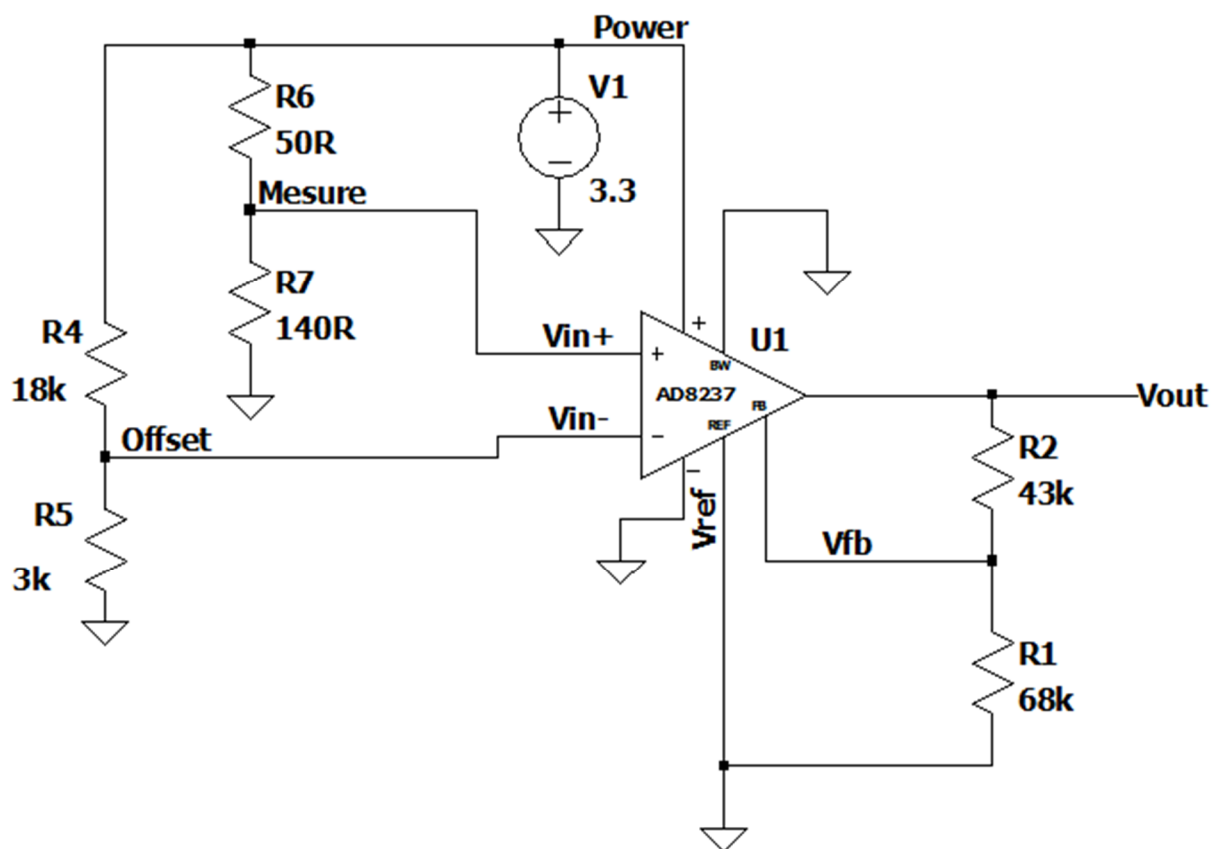 Power
R6
50R
V1
3.3
Mesure
R7
140R
R4
18k
Vin+
U1
BW
AD8237
FB
REF
Vout
Offset
Vin-
R2
43k
R5
3k
Vref
Vfb
R1
68k